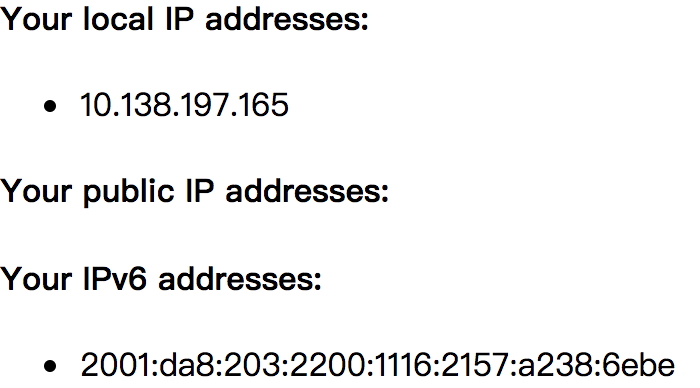 Your local IP addresses:
• 10.138.197.165
Your public IP addresses:
Your IPv6 addresses:
• 2001:da8:203:2200:1116:2157:a238:6ebe